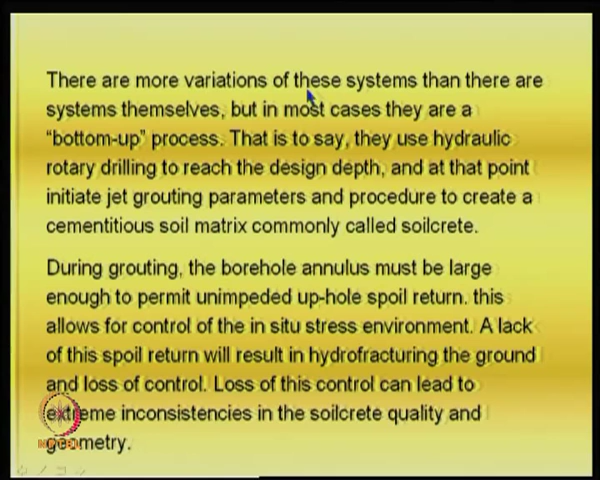 There are more variations of these systems than there are
systems themselves, but in most cases they are a
“bottom-up” process. That is to say, they use hydraulic
rotary drilling to reach the design depth, and at that point
initiate jet grouting parameters and procedure to create a
cementitious soil matrix commonly called soilcrete.
During grouting, the borehole annulus must be large
enough to permit unimpeded up-hole spoil return. this
allows for control of the in situ stress environment. A lack
of this spoil return will result in hydrofracturing the ground
and loss of control. Loss of this control can lead to
extreme inconsistencies in the soilcrete quality and
geometry.
NPTEL